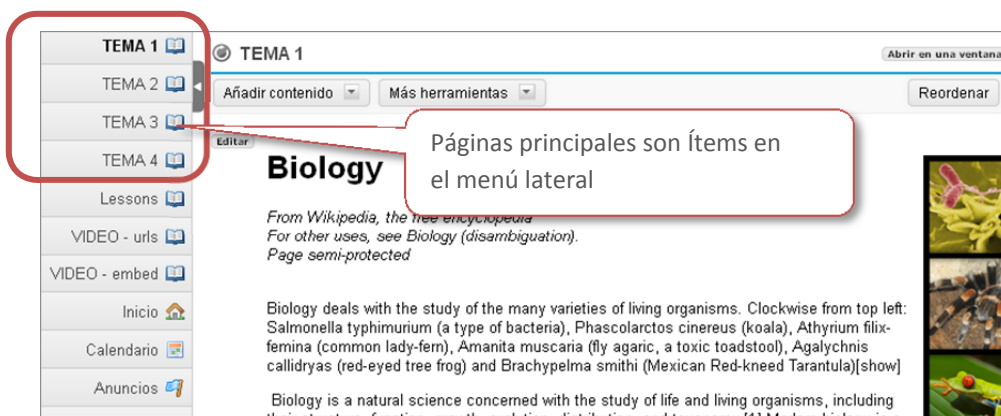 TEMA 1
TEMA 2
TEMA 3
TEMA 4
Lessons
VIDEO - urls
VIDEO - embed
Inicio
Calendario
Anuncios
TEMA 1
Abrir en una ventana
Añadir contenido
Más herramientas
Reordenar
Editar
Páginas principales son Ítems en
el menú lateral
Biology
From Wikipedia, the free encyclopedia
For other uses, see Biology (disambiguation).
Page semi-protected
Biology deals with the study of the many varieties of living organisms. Clockwise from top left:
Salmonella typhimurium (a type of bacteria), Phascolarctos cinereus (koala), Athyrium filix-
femina (common lady-fern), Amanita muscaria (fly agaric, a toxic toadstool), Agalychnis
callidryas (red-eyed tree frog) and Brachypelma smithi (Mexican Red-kneed Tarantula)[show]
Biology is a natural science concerned with the study of life and living organisms, including